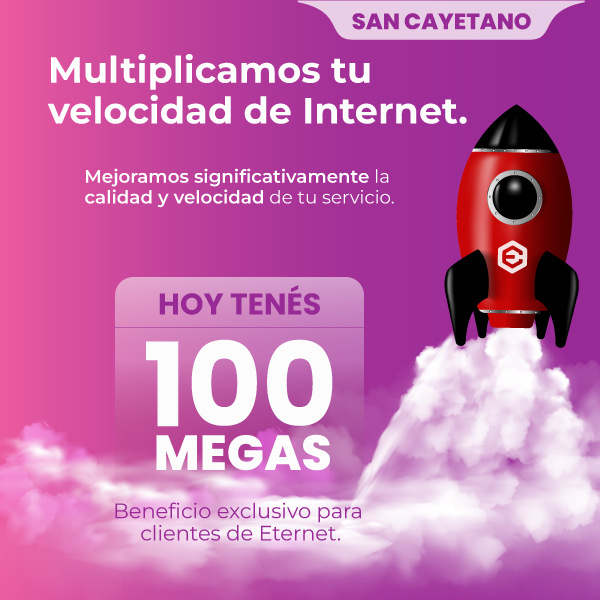 SAN CAYETANO
Multiplicamos tu
velocidad de Internet.
Mejoramos significativamente la
calidad y velocidad de tu servicio.
HOY TENÉS
100
MEGAS
Beneficio exclusivo para
clientes de Eternet.